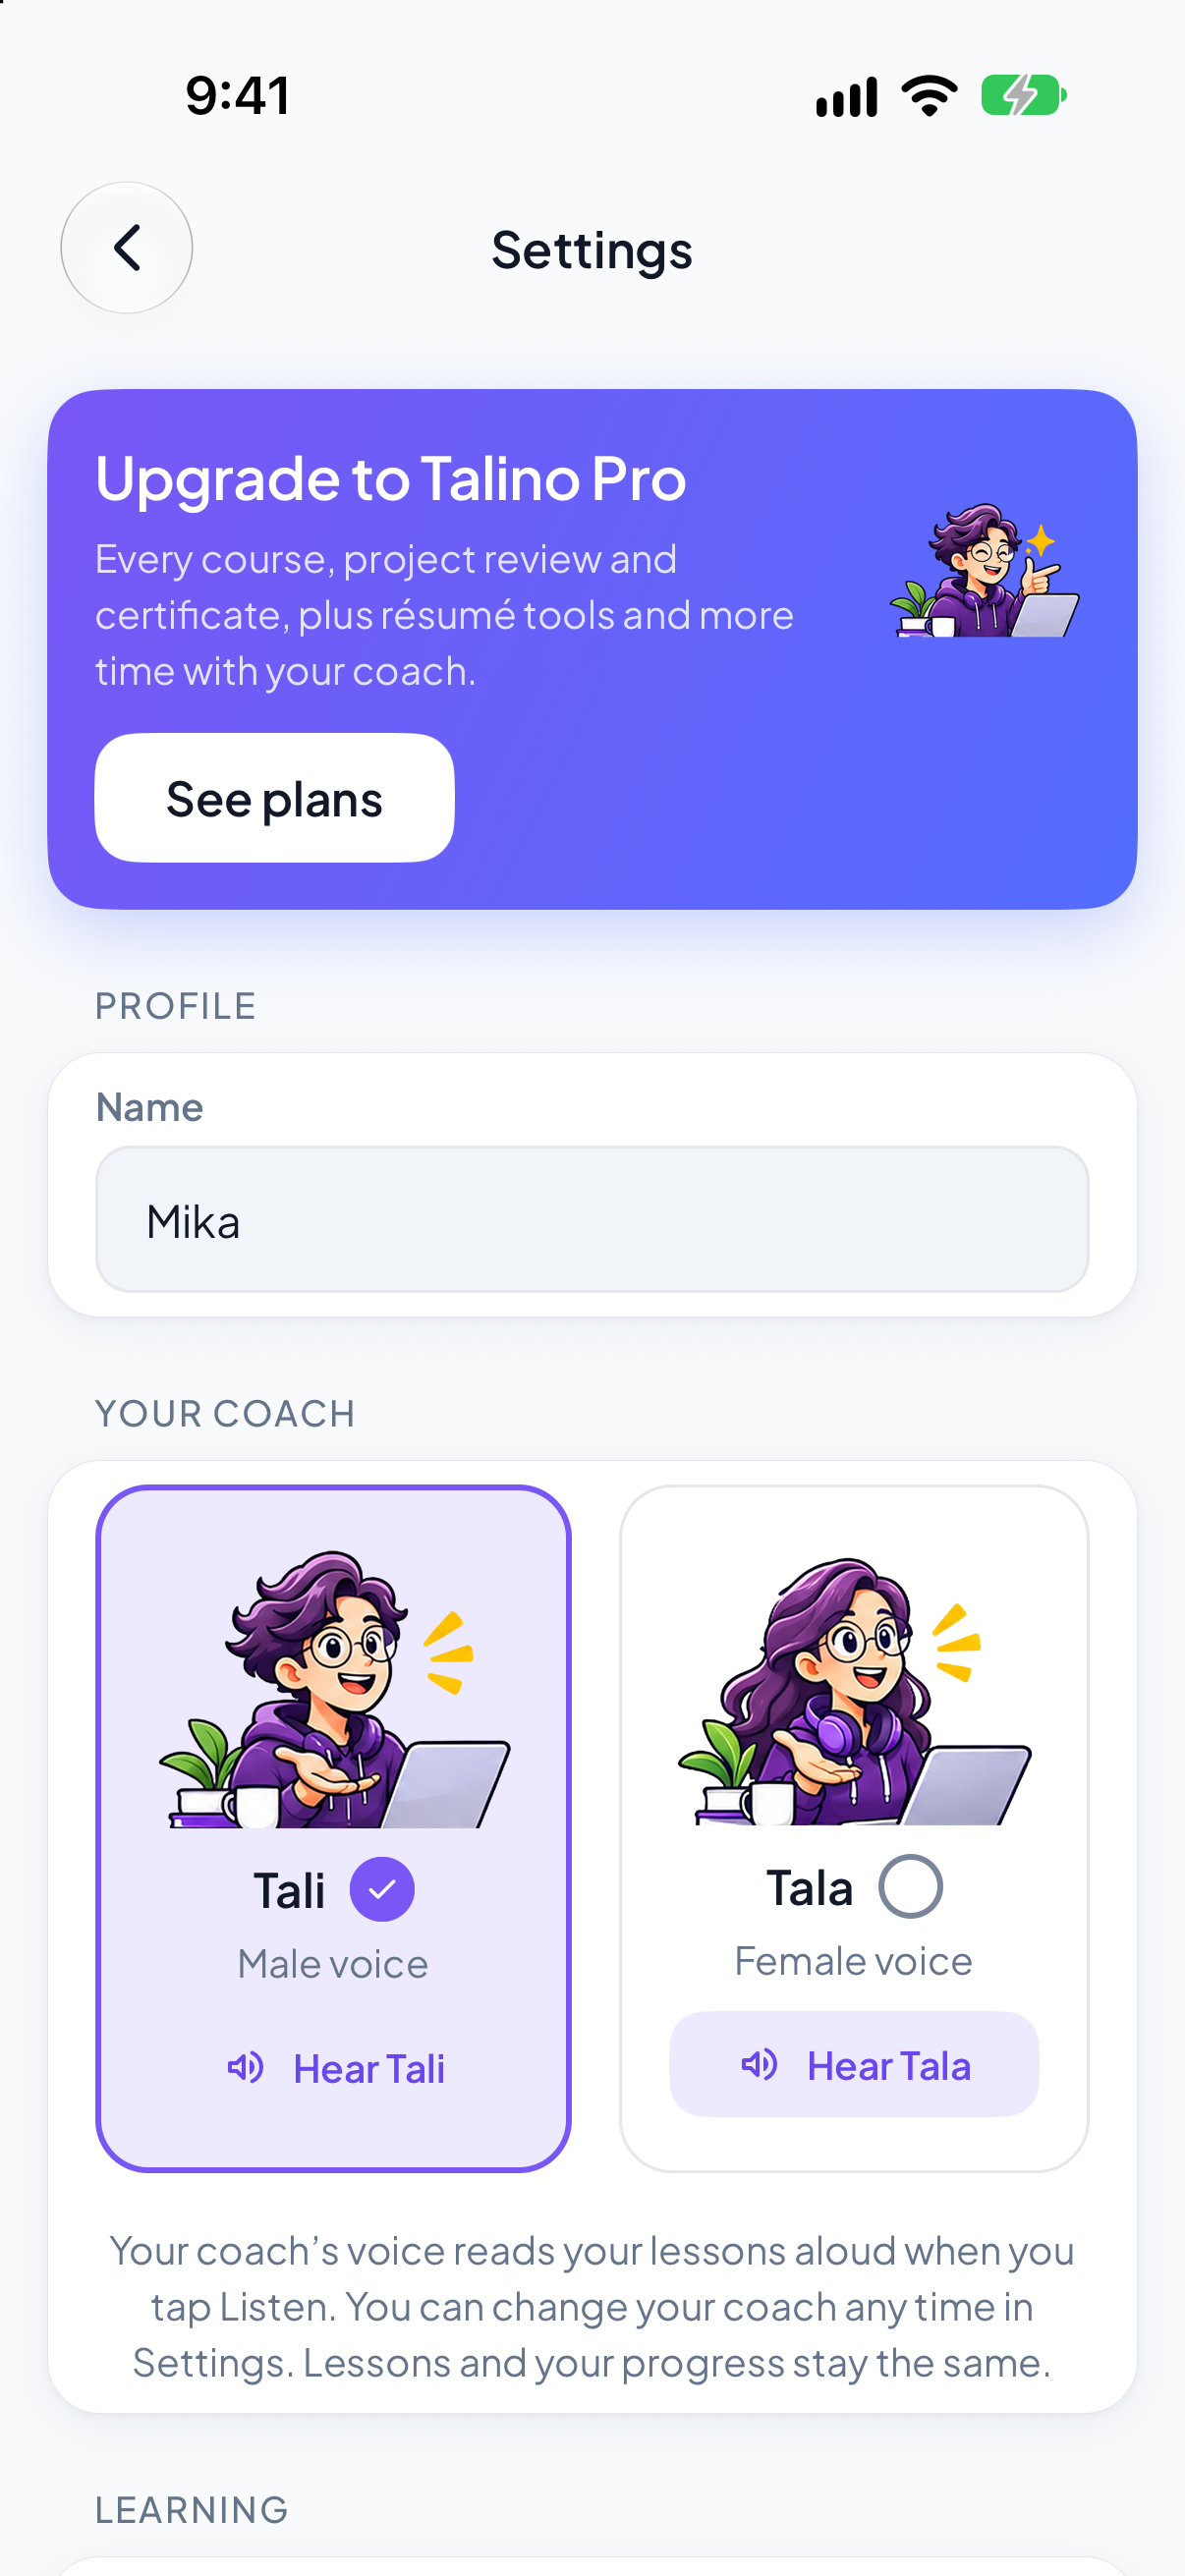 9:41
Settings
Upgrade to Talino Pro
Every course, project review and
certificate, plus résumé tools and more
time with your coach.
See plans
PROFILE
Name
Mika
YOUR COACH
Tali
Male voice
Hear Tali
Tala
Female voice
Hear Tala
Your coach’s voice reads your lessons aloud when you
tap Listen. You can change your coach any time in
Settings. Lessons and your progress stay the same.
LEARNING